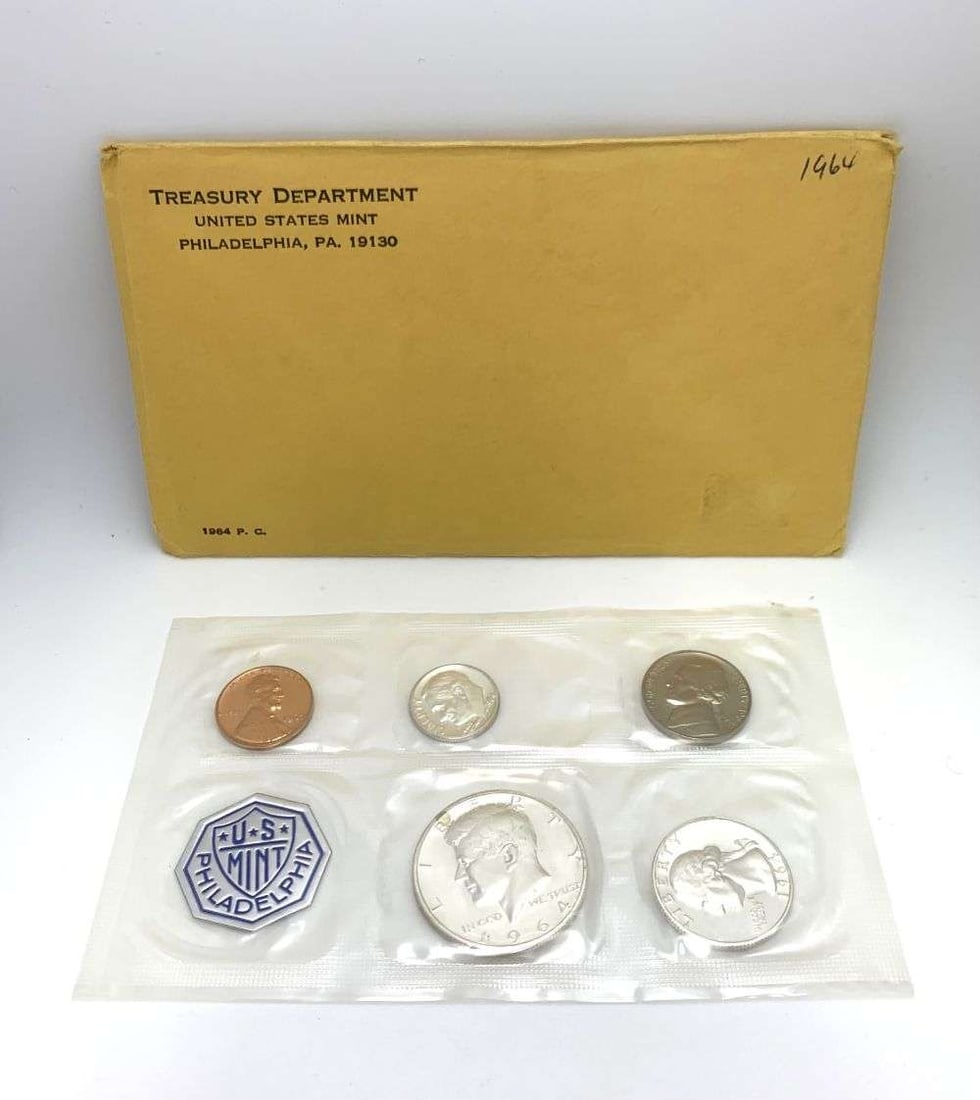 1964
TREASURY DEPARTMENT
UNITED STATES MINT
PHILADELPHIA, PA. 19130
1964 P. C.
U★S
MINT
PHILADELPHIA
LIBERTY
IN GOD WE TRUST
1964
LIBERTY